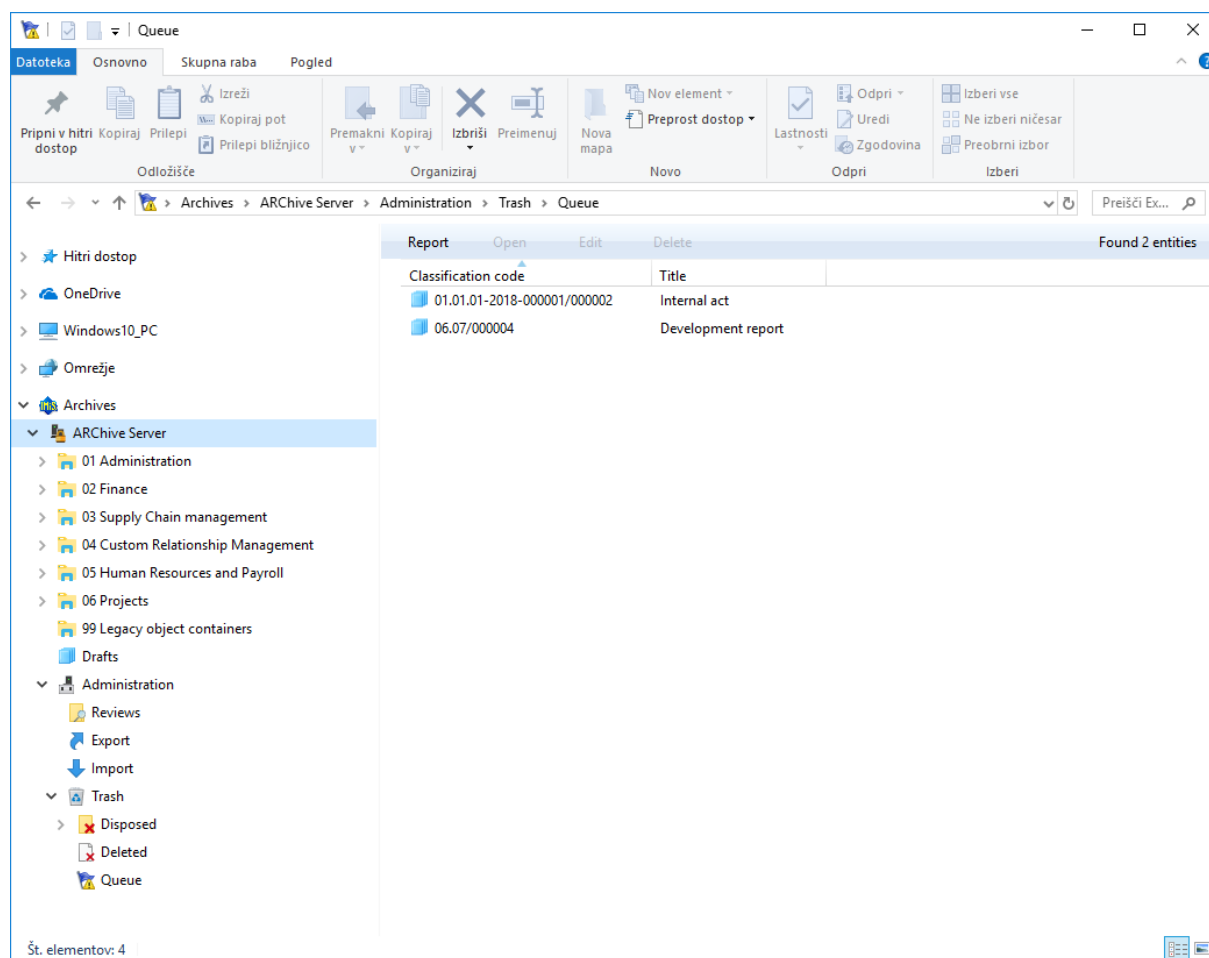 Queue
Datoteka Osnovno Skupna raba Pogled
Pripni v hitri dostop
Kopiraj
Prilepi
Izreži
Kopiraj pot
Prilepi bližnjico
Odložišče
Premakni v
Kopiraj v
Izbriši
Preimenuj
Organiziraj
Nova mapa
Nov element
Preprost dostop
Novo
Lastnosti
Odpri
Uredi
Zgodovina
Odpri
Izberi vse
Ne izberi ničesar
Preobrni izbor
Izberi
Archives > ARChive Server > Administration > Trash > Queue
Preišči Ex...
Hitri dostop
OneDrive
Windows10_PC
Omrežje
Archives
ARChive Server
01 Administration
02 Finance
03 Supply Chain management
04 Custom Relationship Management
05 Human Resources and Payroll
06 Projects
99 Legacy object containers
Drafts
Administration
Reviews
Export
Import
Trash
Disposed
Deleted
Queue
Report Open Edit Delete Found 2 entities
Classification code Title
01.01.01-2018-000001/000002 Internal act
06.07/000004 Development report
Št. elementov: 4